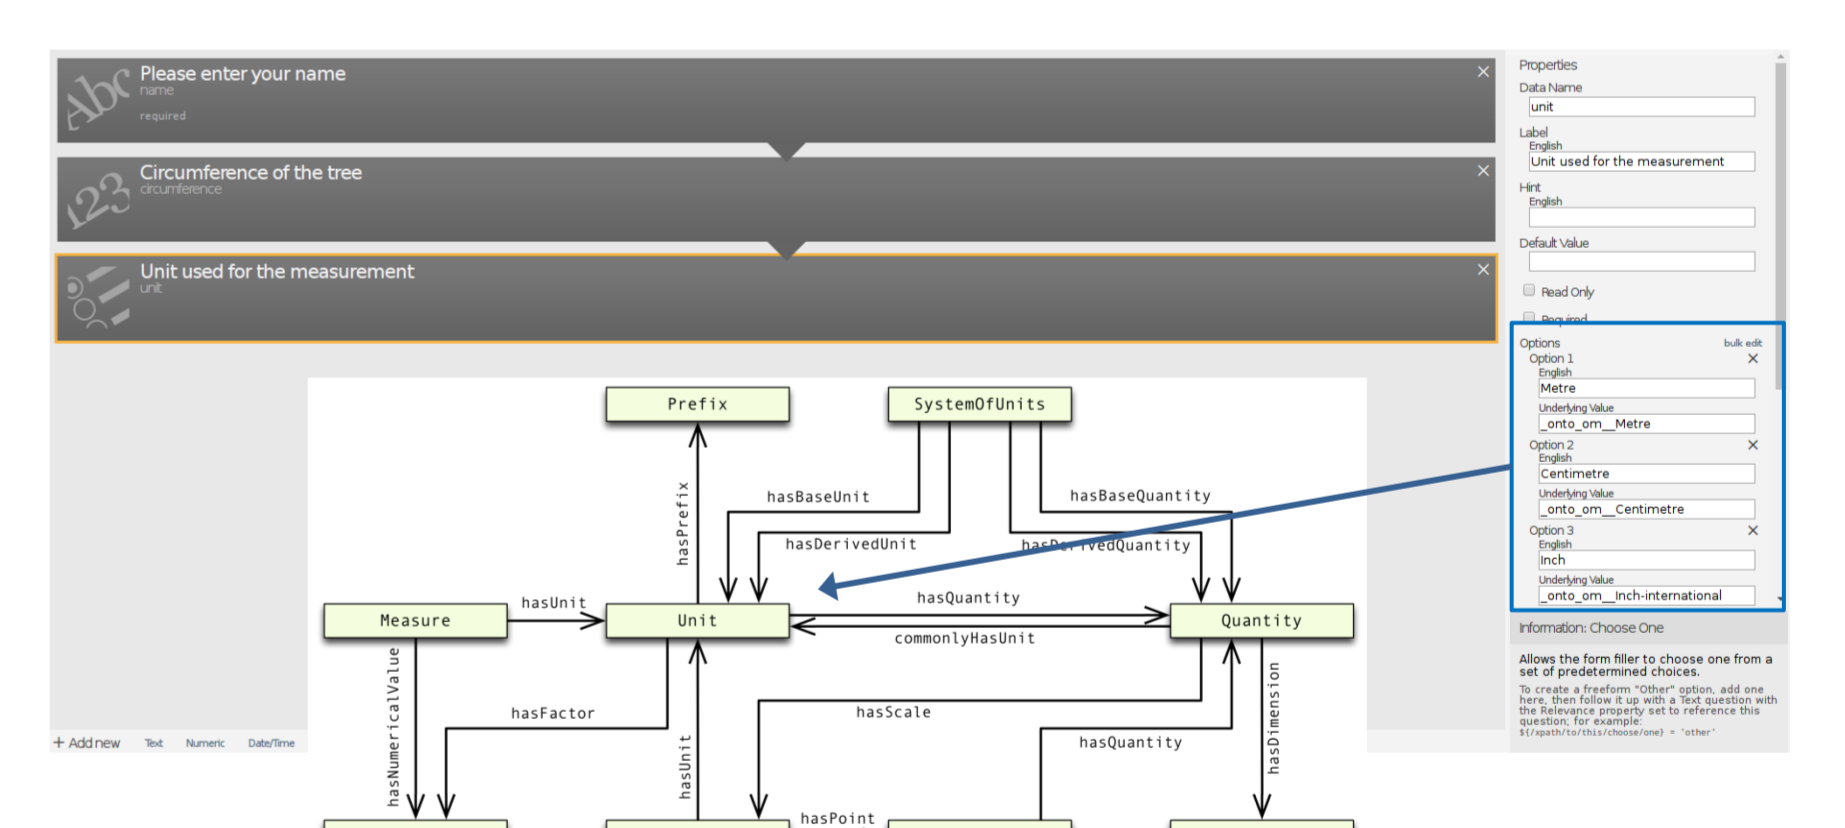 Abc
Please enter your name
name
required
123
Circumference of the tree
circumference
Unit used for the measurement
unit
Properties
Data Name
unit
Label
English
Unit used for the measurement
Hint
English
Default Value
Read Only
Required
Options
bulk edit
Option 1
English
Metre
Underlying Value
_onto_om__Metre
Option 2
English
Centimetre
Underlying Value
_onto_om__Centimetre
Option 3
English
Inch
Underlying Value
_onto_om__Inch-international
Information: Choose One
Allows the form filler to choose one from a
set of predetermined choices.
To create a freeform "Other" option, add one
here, then follow it up with a Text question with
the Relevance property set to reference this
question; for example:
${/xpath/to/this/choose/one} = 'other'
Prefix
SystemOfUnits
hasPrefix
hasBaseUnit
hasBaseQuantity
hasDerivedUnit
hasDerivedQuantity
Measure
hasUnit
Unit
hasQuantity
commonlyHasUnit
Quantity
hasNumericalValue
hasFactor
hasUnit
hasScale
hasQuantity
hasDimension
hasPoint
+ Add new
Text
Numeric
Date/Time